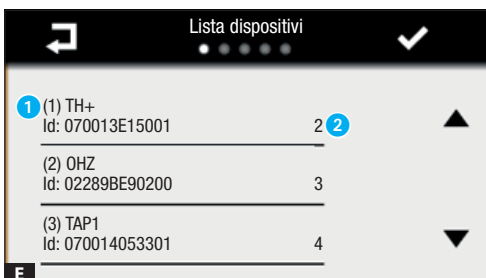 Lista dispositivi
1 (1) TH+
Id: 070013E15001 2 2
(2) OHZ
Id: 02289BE90200 3
(3) TAP1
Id: 070014053301 4
E